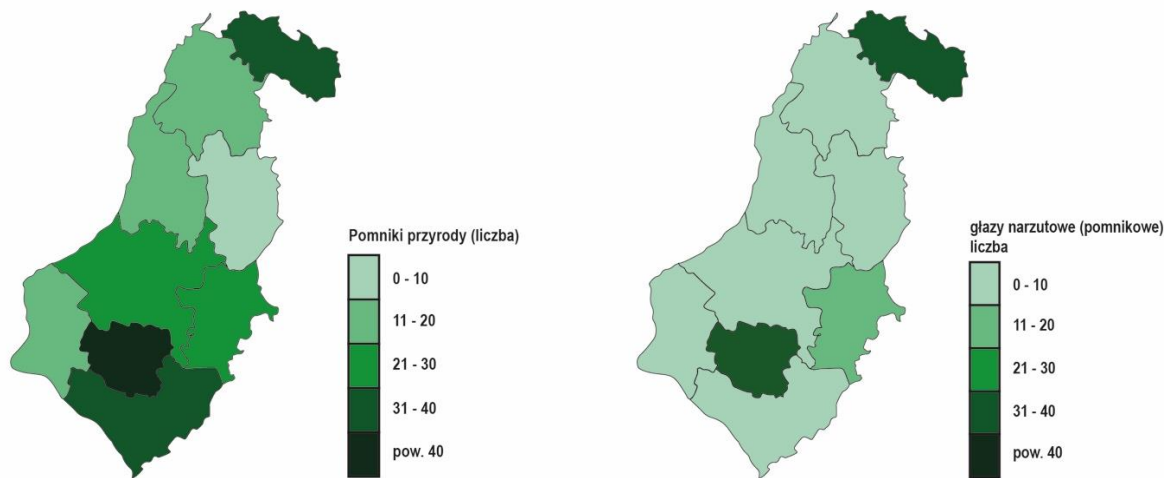 Pomniki przyrody (liczba)
0 - 10
11 - 20
21 - 30
31 - 40
pow. 40
głazy narzutowe (pomnikowe)
liczba
0 - 10
11 - 20
21 - 30
31 - 40
pow. 40